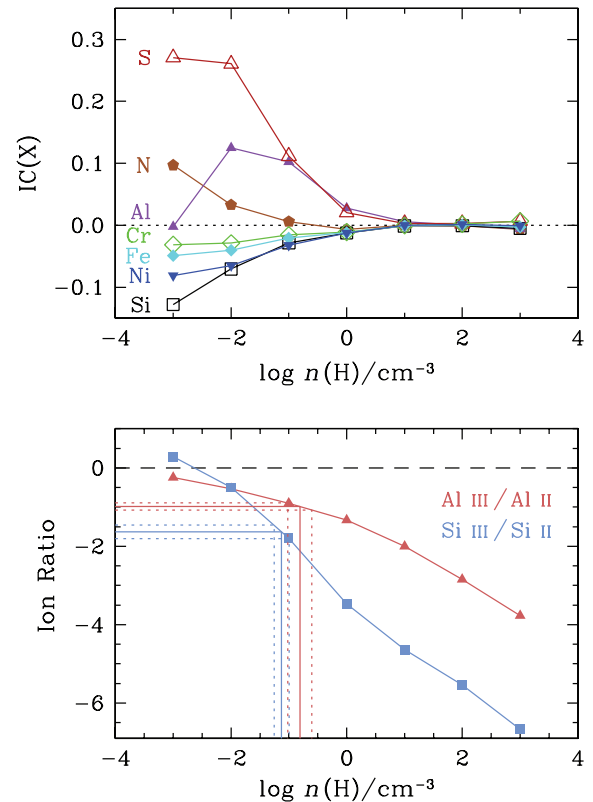 0.3
0.2
0.1
0.0
−0.1
IC(X)
S
N
Al
Cr
Fe
Ni
Si
−4 −2 0 2 4
log n(H)/cm⁻³
0
−2
−4
−6
Ion Ratio
Al III/Al II
Si III/Si II
−4 −2 0 2 4
log n(H)/cm⁻³